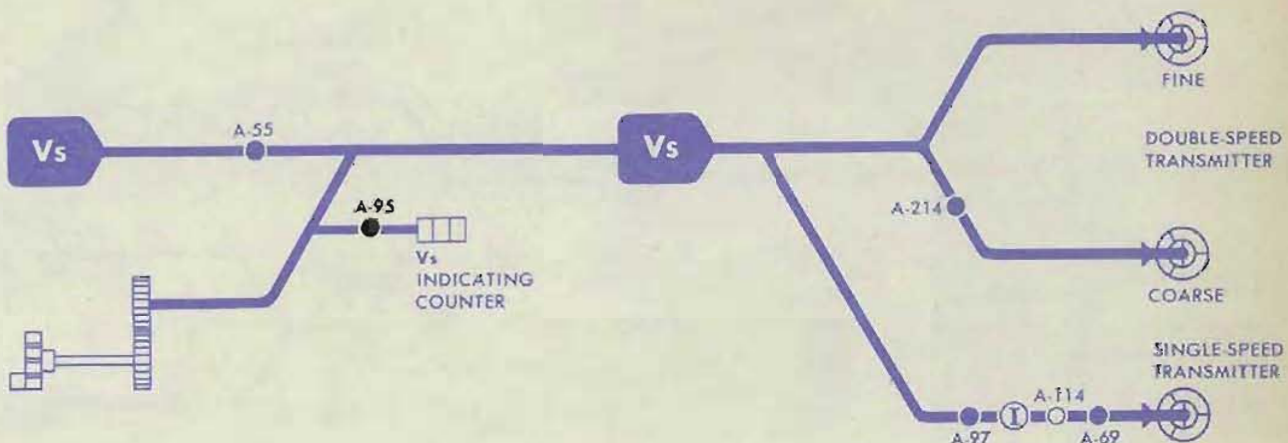 FINE
A-55
Vs
Vs
DOUBLE-SPEED
TRANSMITTER
A-95
A-214
Vs
INDICATING
COUNTER
COARSE
SINGLE-SPEED
TRANSMITTER
A-114
I
A-97
A-69